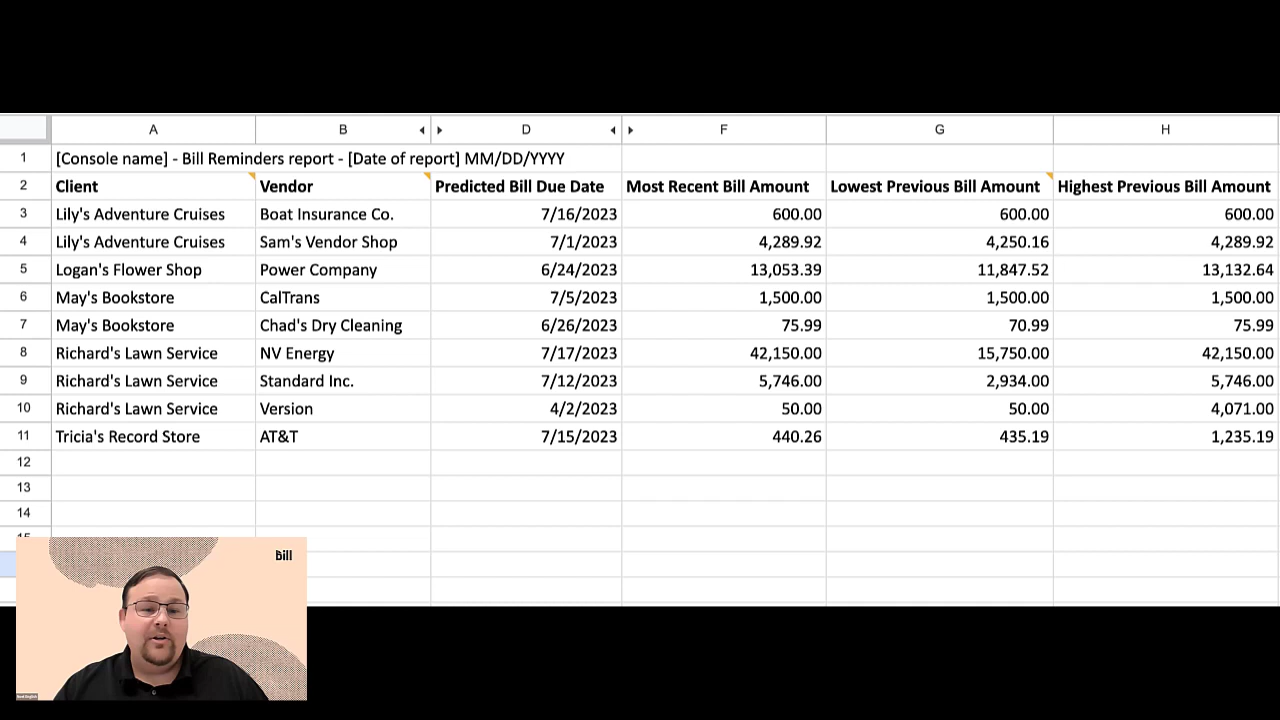 A B D F G H
1 [Console name] - Bill Reminders report - [Date of report] MM/DD/YYYY
2 Client Vendor Predicted Bill Due Date Most Recent Bill Amount Lowest Previous Bill Amount Highest Previous Bill Amount
3 Lily's Adventure Cruises Boat Insurance Co. 7/16/2023 600.00 600.00 600.00
4 Lily's Adventure Cruises Sam's Vendor Shop 7/1/2023 4,289.92 4,250.16 4,289.92
5 Logan's Flower Shop Power Company 6/24/2023 13,053.39 11,847.52 13,132.64
6 May's Bookstore CalTrans 7/5/2023 1,500.00 1,500.00 1,500.00
7 May's Bookstore Chad's Dry Cleaning 6/26/2023 75.99 70.99 75.99
8 Richard's Lawn Service NV Energy 7/17/2023 42,150.00 15,750.00 42,150.00
9 Richard's Lawn Service Standard Inc. 7/12/2023 5,746.00 2,934.00 5,746.00
10 Richard's Lawn Service Version 4/2/2023 50.00 50.00 4,071.00
11 Tricia's Record Store AT&T 7/15/2023 440.26 435.19 1,235.19
12
13
14
15
Bill